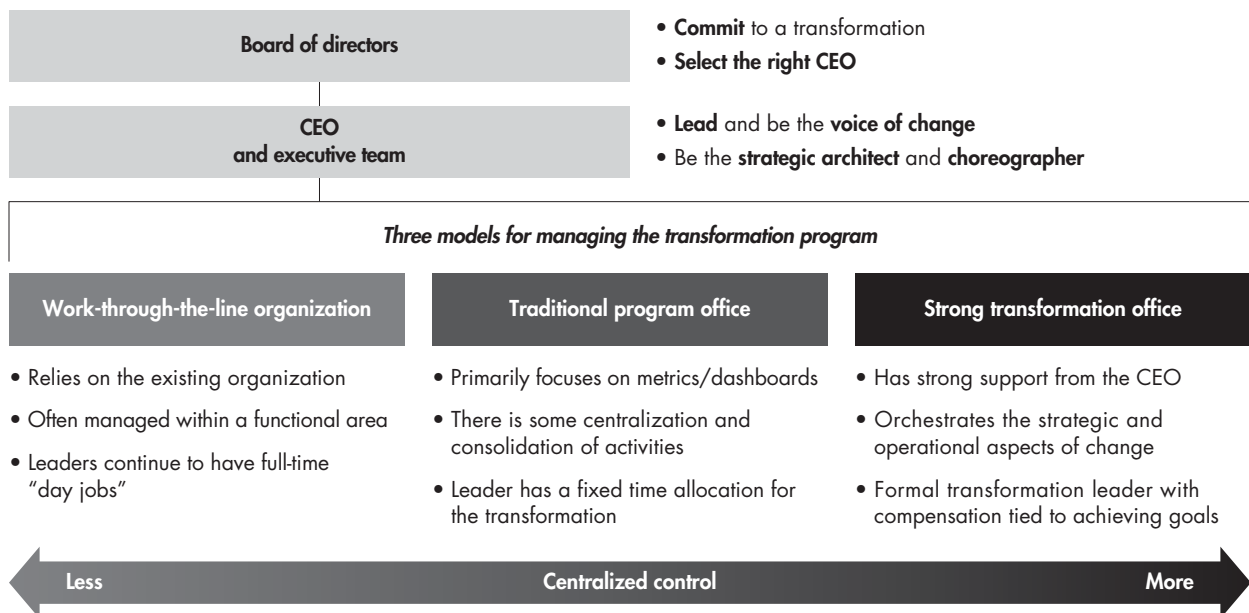 Board of directors
• Commit to a transformation
• Select the right CEO
CEO
and executive team
• Lead and be the voice of change
• Be the strategic architect and choreographer
Three models for managing the transformation program
Work-through-the-line organization
• Relies on the existing organization
• Often managed within a functional area
• Leaders continue to have full-time
“day jobs”
Traditional program office
• Primarily focuses on metrics/dashboards
• There is some centralization and
consolidation of activities
• Leader has a fixed time allocation for
the transformation
Strong transformation office
• Has strong support from the CEO
• Orchestrates the strategic and
operational aspects of change
• Formal transformation leader with
compensation tied to achieving goals
Less
Centralized control
More